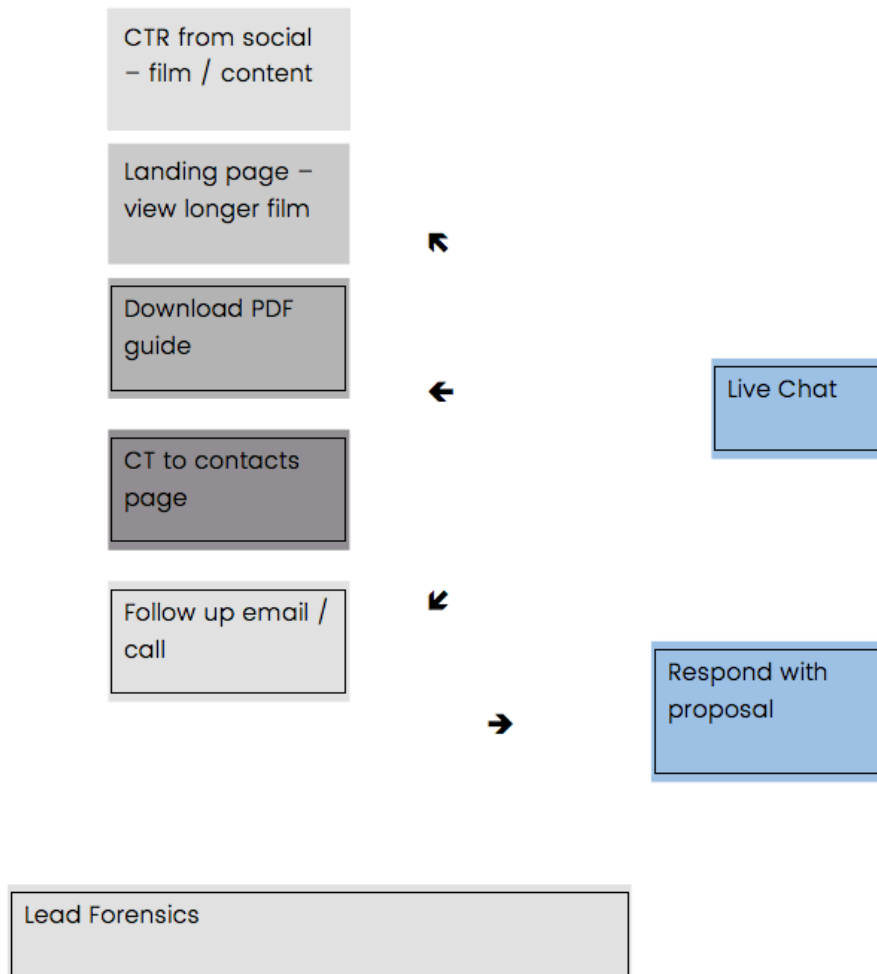 CTR from social
– film / content
Landing page –
view longer film
Download PDF
guide
Live Chat
CT to contacts
page
Follow up email /
call
Respond with
proposal
Lead Forensics